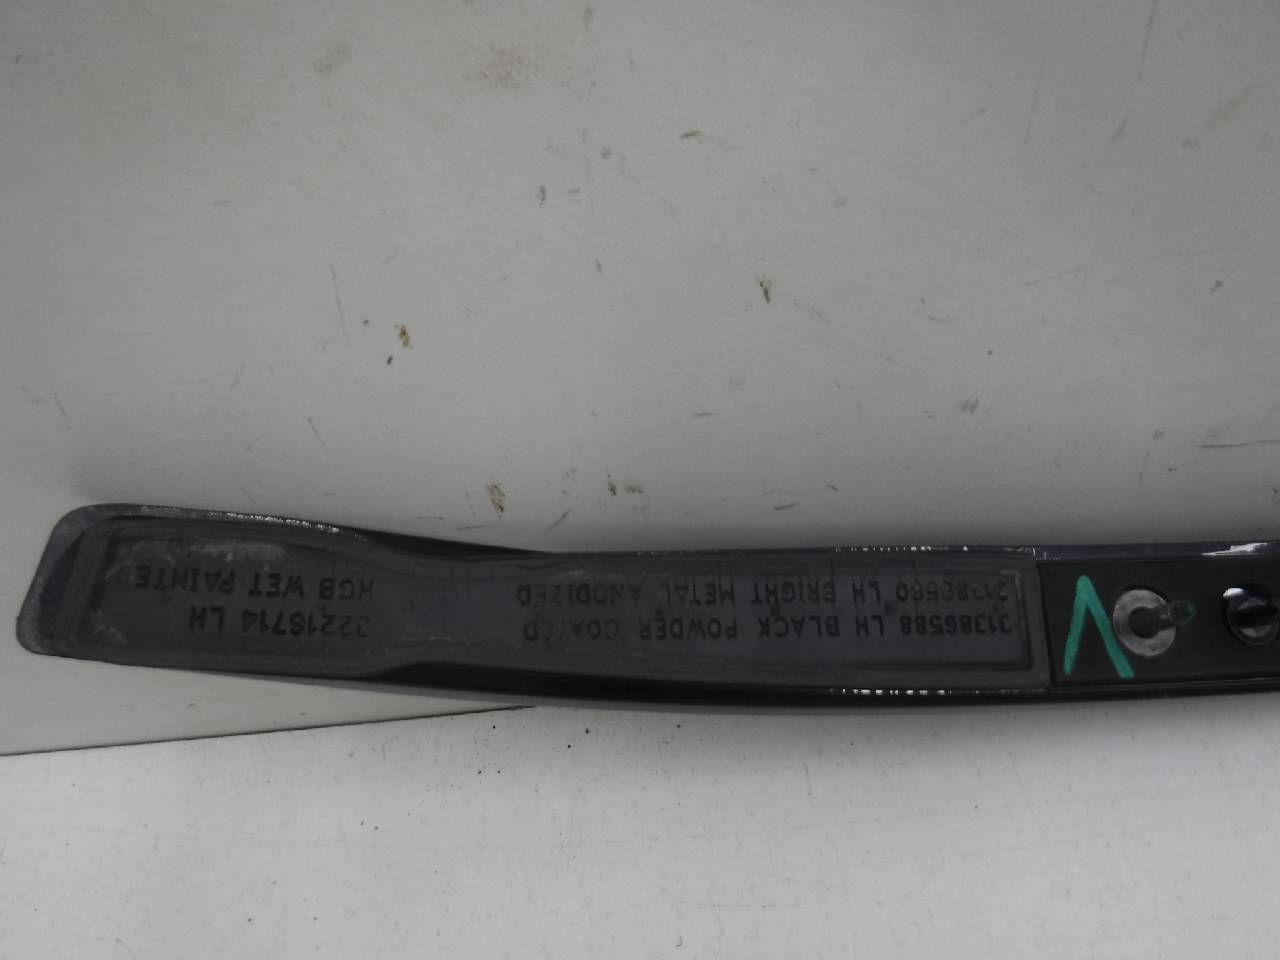 31386588 LH BLACK POWDER COATED
31386590 LH BRIGHT METAL ANODIZED
32216714 LH
HGB WET PAINTED